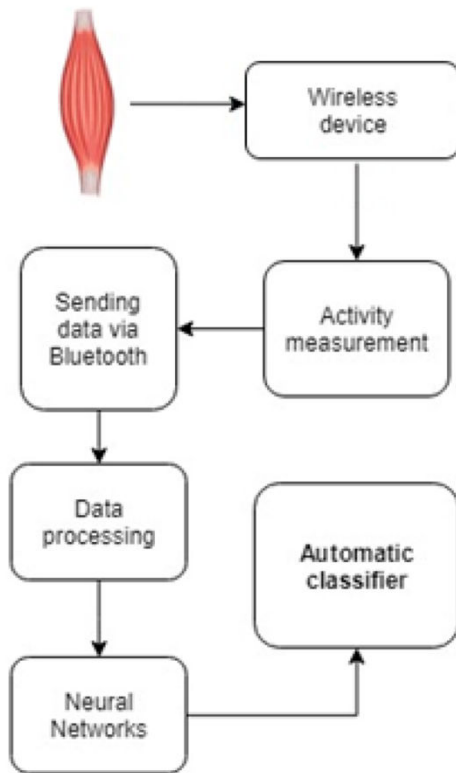 Wireless
device
Activity
measurement
Sending
data via
Bluetooth
Data
processing
Neural
Networks
Automatic
classifier